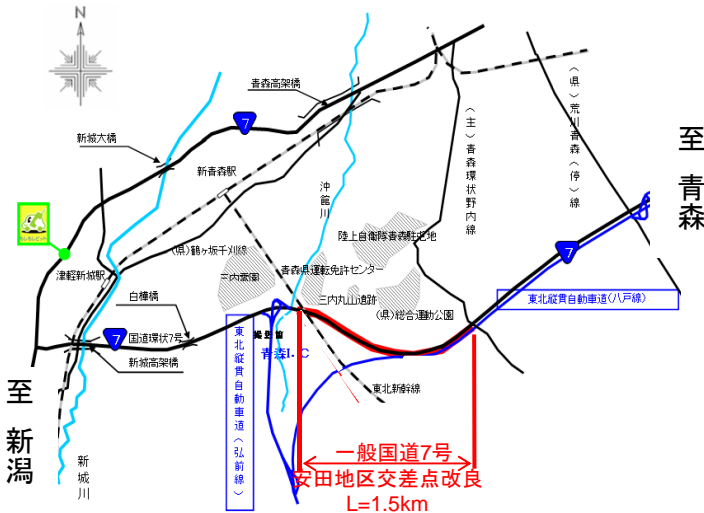 N
青森高架橋
7
新城大橋
新青森駅
沖館川
(主)青森環状野内線
(県)荒川青森(停)線
至 青森
陸上自衛隊青森駐屯地
7
(県)鶴ヶ坂千刈線
青森県運転免許センター
津軽新城駅
三内霊園
三内丸山遺跡
東北縦貫自動車道(八戸線)
白樺橋
(県)総合運動公園
国道環状7号
7
新城高架橋
青森I.C
東北縦貫自動車道(弘前線)
東北新幹線
至 新潟
新城川
一般国道7号
安田地区交差点改良
L=1.5km